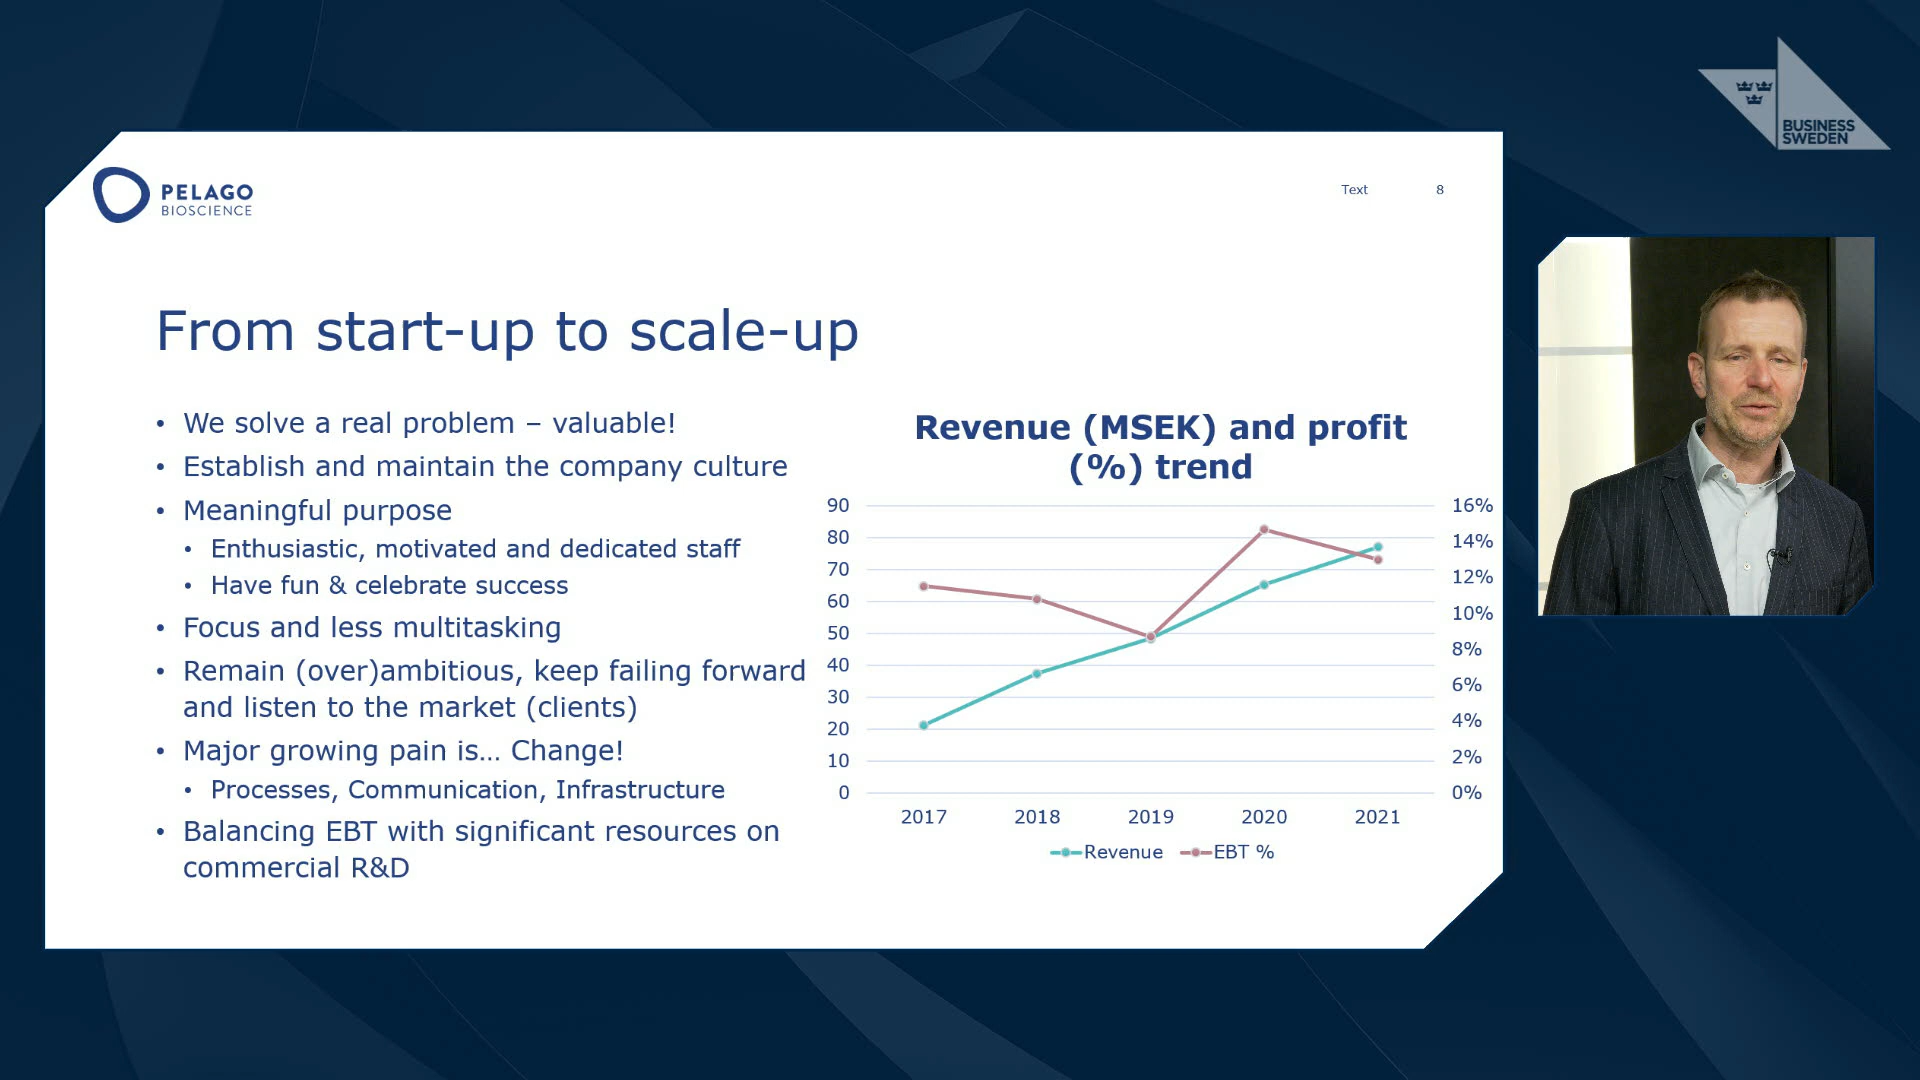 BUSINESS
SWEDEN
PELAGO
BIOSCIENCE
Text 8
From start-up to scale-up
• We solve a real problem – valuable!
• Establish and maintain the company culture
• Meaningful purpose
• Enthusiastic, motivated and dedicated staff
• Have fun & celebrate success
• Focus and less multitasking
• Remain (over)ambitious, keep failing forward
and listen to the market (clients)
• Major growing pain is… Change!
• Processes, Communication, Infrastructure
• Balancing EBT with significant resources on
commercial R&D
Revenue (MSEK) and profit
(%) trend
90
80
70
60
50
40
30
20
10
0
16%
14%
12%
10%
8%
6%
4%
2%
0%
2017 2018 2019 2020 2021
Revenue EBT %